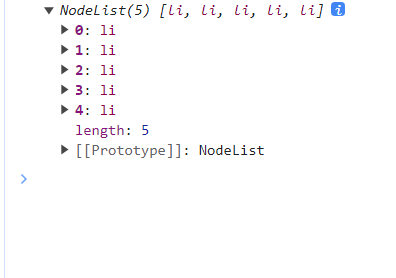 NodeList(5) [li, li, li, li, li] i
0: li
1: li
2: li
3: li
4: li
length: 5
[[Prototype]]: NodeList